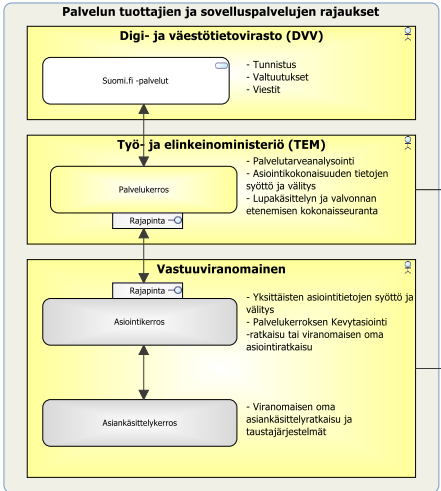 Palvelun tuottajien ja sovelluspalvelujen rajaukset
Digi- ja väestötietovirasto (DVV)
Suomi.fi -palvelut
- Tunnistus
- Valtuutukset
- Viestit
Työ- ja elinkeinoministeriö (TEM)
Palvelukerros
Rajapinta
- Palvelutarveanalysointi
- Asiointikokonaisuuden tietojen
syöttö ja välitys
- Lupakäsittelyn ja valvonnan
etenemisen kokonaisseuranta
Vastuuviranomainen
Rajapinta
Asiointikerros
- Yksittäisten asiointitietojen syöttö ja
välitys
- Palvelukerroksen Kevytasiointi
-ratkaisu tai viranomaisen oma
asiointiratkaisu
Asiankäsittelykerros
- Viranomaisen oma
asiankäsittelyratkaisu ja
taustajärjestelmät